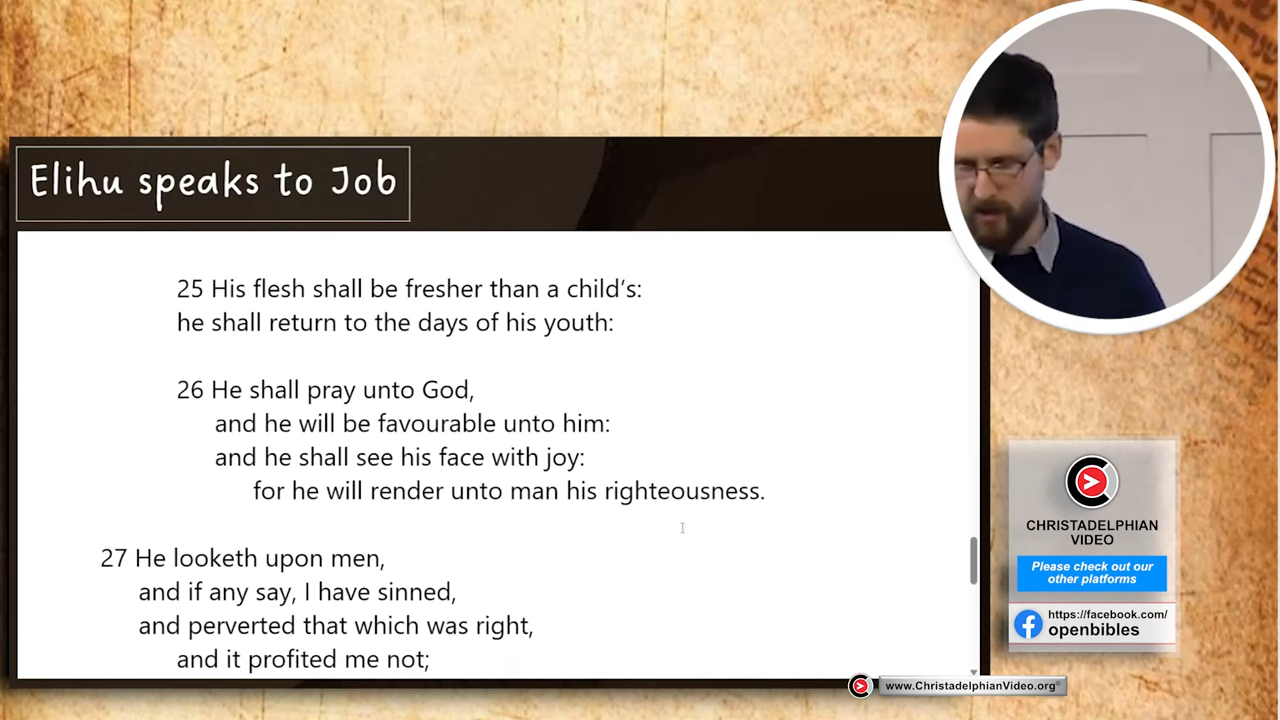 Elihu speaks to Job
25 His flesh shall be fresher than a child's:
he shall return to the days of his youth:
26 He shall pray unto God,
and he will be favourable unto him:
and he shall see his face with joy:
for he will render unto man his righteousness.
27 He looketh upon men,
and if any say, I have sinned,
and perverted that which was right,
and it profited me not;
CHRISTADELPHIAN
VIDEO
Please check out our
other platforms
https://facebook.com/
openbibles
www.ChristadelphianVideo.org